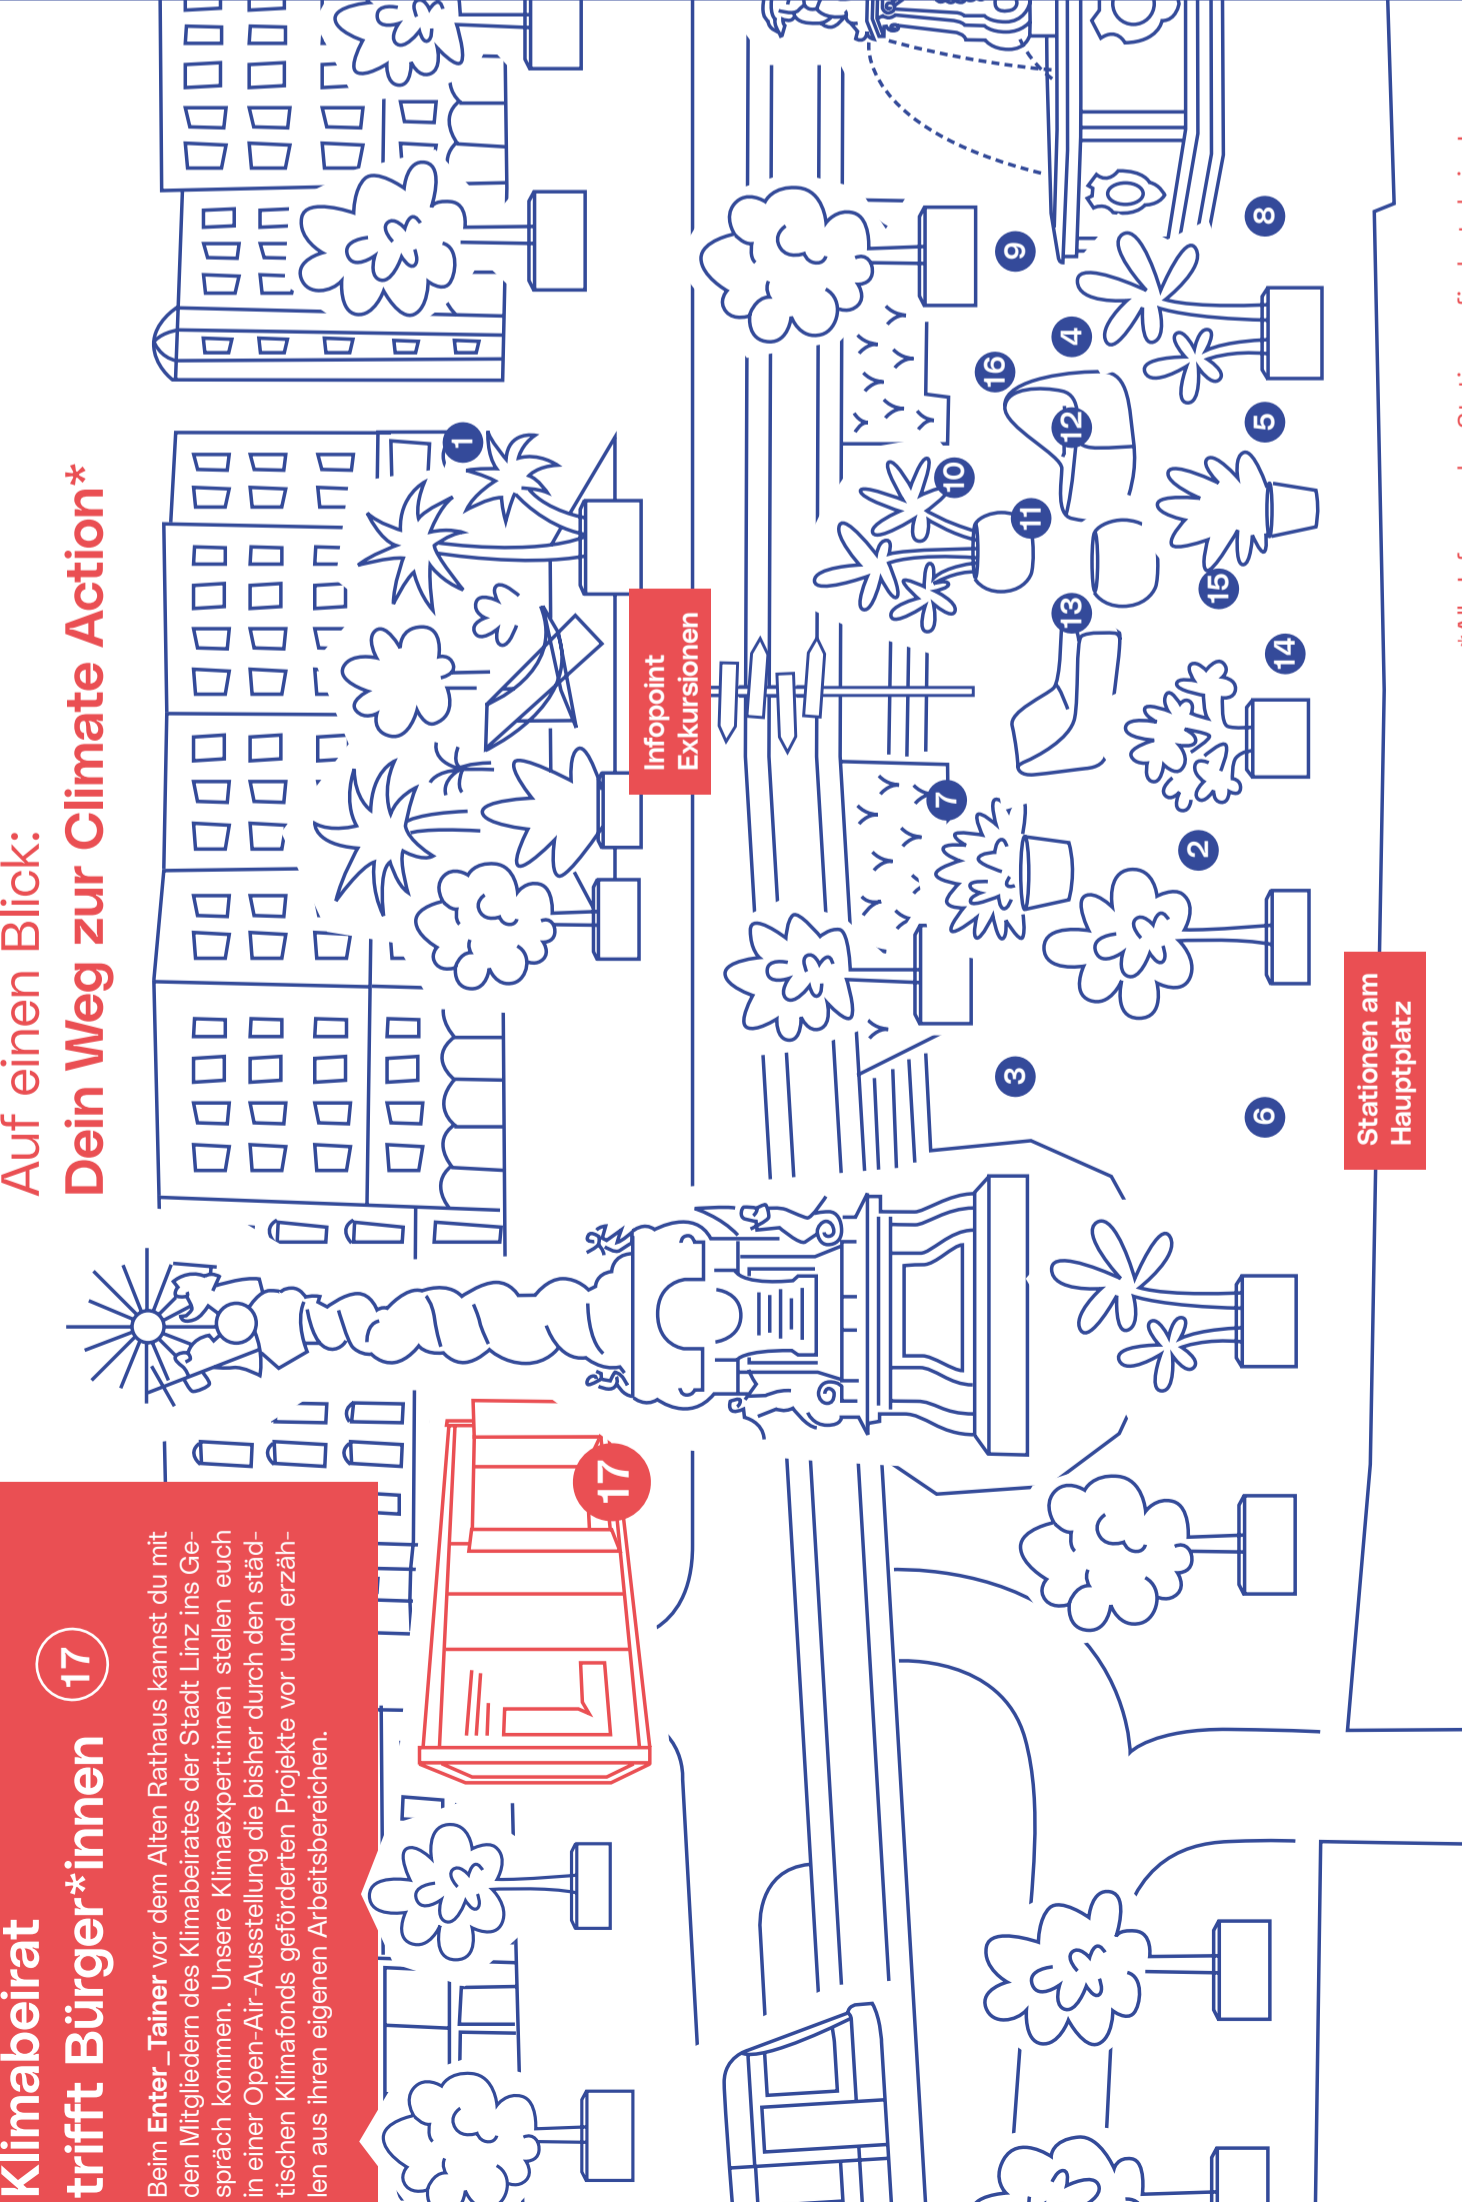 Klimabeirat
trifft Bürger*innen 17
Beim Enter_Tainer vor dem Alten Rathaus kannst du mit
den Mitgliedern des Klimabeirates der Stadt Linz ins Ge-
spräch kommen. Unsere Klimaexpert:innen stellen euch
in einer Open-Air-Ausstellung die bisher durch den städ-
tischen Klimafonds geförderten Projekte vor und erzäh-
len aus ihren eigenen Arbeitsbereichen.
Auf einen Blick:
Dein Weg zur Climate Action*
17
1
Infopoint
Exkursionen
10
7
16
9
3
11
13
12
4
2
15
6
5
8
14
Stationen am
Hauptplatz